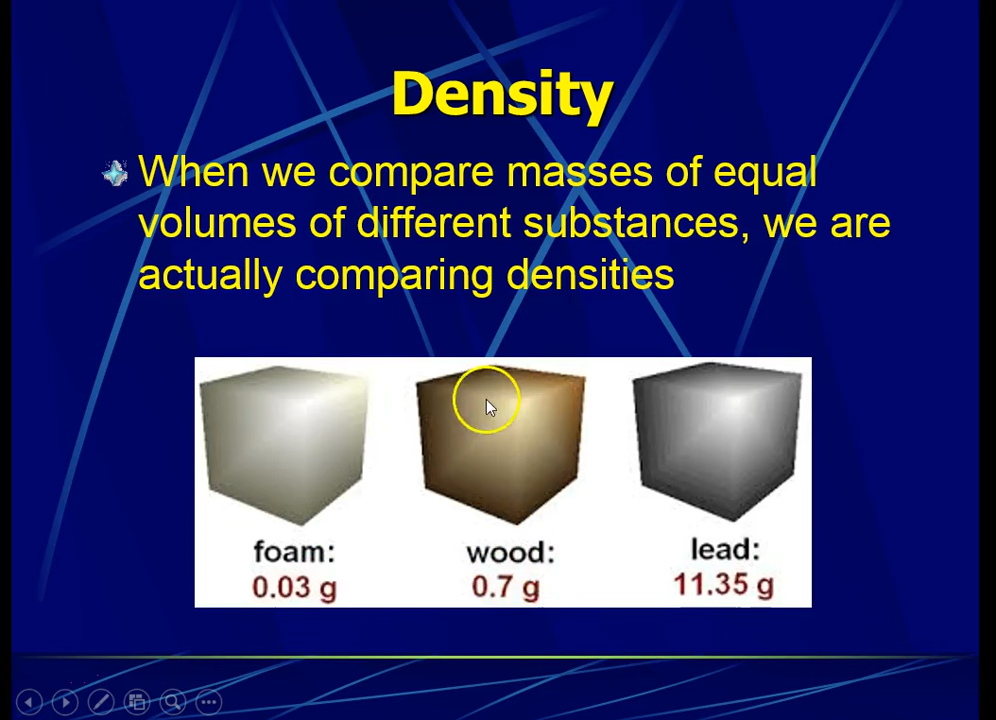 Density
When we compare masses of equal
volumes of different substances, we are
actually comparing densities
foam:
0.03 g
wood:
0.7 g
lead:
11.35 g